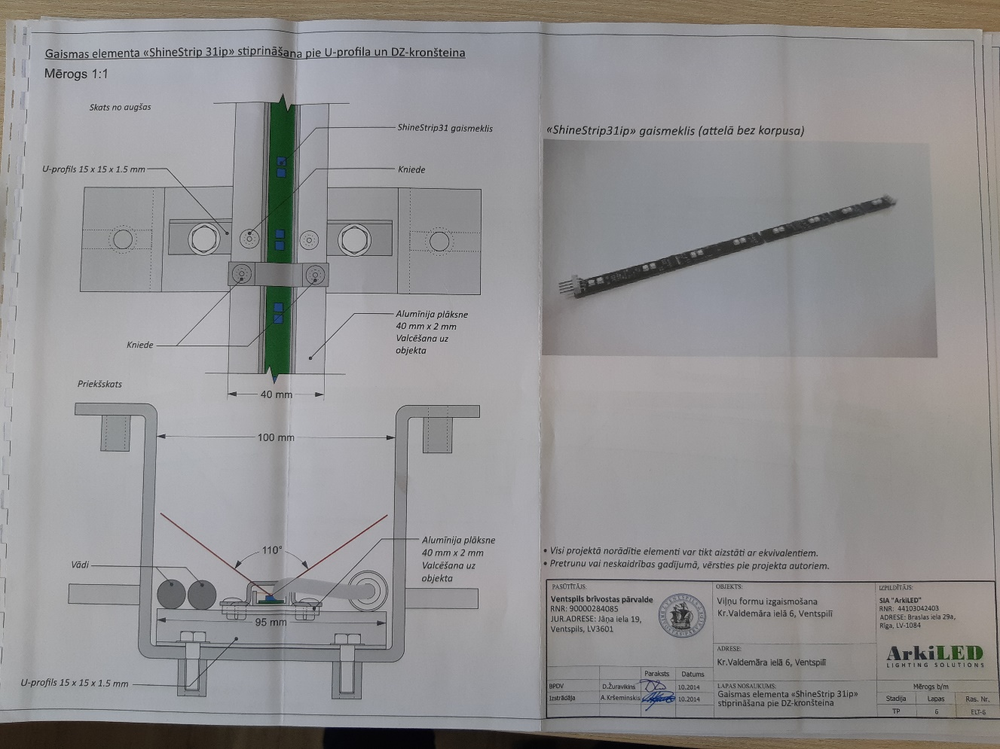 Gaismas elementa «ShineStrip 31ip» stiprināšana pie U-profila un DZ-kronšteina
Mērogs 1:1
Skats no augšas
ShineStrip31 gaismeklis
U-profils 15 x 15 x 1.5 mm
Kniede
Alumīnija plāksne
40 mm x 2 mm
Valcēšana uz
objekta
Kniede
40 mm
Priekšskats
100 mm
110°
Alumīnija plāksne
40 mm x 2 mm
Valcēšana uz
objekta
Vādi
95 mm
U-profils 15 x 15 x 1.5 mm
«ShineStrip31ip» gaismeklis (attelā bez korpusa)
• Visi projektā norādītie elementi var tikt aizstāti ar ekvivalentiem.
• Pretrunu vai neskaidrības gadījumā, vērsties pie projekta autoriem.
PASŪTĪTĀJS:
Ventspils brīvostas pārvalde
RNR: 90000284085
JUR.ADRESE: Jāņa iela 19,
Ventspils, LV3601
OBJEKTS:
Viļņu formu izgaismošana
Kr.Valdemāra ielā 6, Ventspilī
ADRESE:
Kr.Valdemāra ielā 6, Ventspilī
IZPILDĪTĀJS:
SIA "ArkiLED"
RNR: 44103042403
ADRESE: Braslas iela 29a,
Rīga, LV-1084
ArkiLED
LIGHTING SOLUTIONS
Paraksts Datums
BPDV D.Žuravikins 10.2014
Izstrādāja A.Kršeminskis 10.2014
LAPAS NOSAUKUMS:
Gaismas elementa «ShineStrip 31ip»
stiprināšana pie DZ-kronšteina
Mērogs b/m
Stadija Lapas Ras. Nr.
TP 6 ELT-6